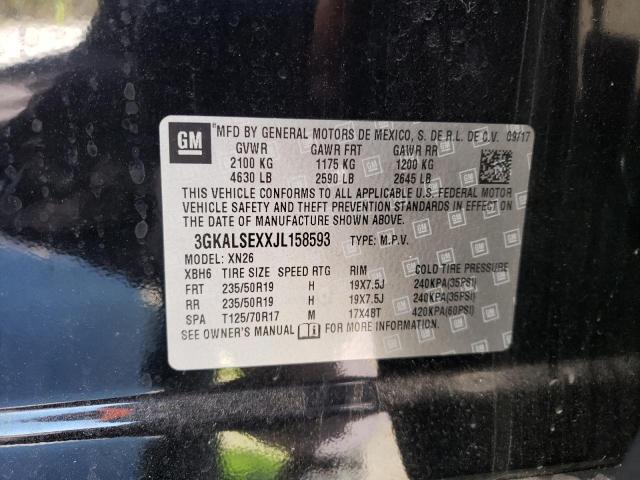 GM "MFD BY GENERAL MOTORS DE MEXICO, S. DE R.L. DE C.V. 09/17
GVWR GAWR FRT GAWR RR
2100 KG 1175 KG 1200 KG
4630 LB 2590 LB 2645 LB
THIS VEHICLE CONFORMS TO ALL APPLICABLE U.S. FEDERAL MOTOR
VEHICLE SAFETY AND THEFT PREVENTION STANDARDS IN EFFECT ON
THE DATE OF MANUFACTURE SHOWN ABOVE.
3GKALSEXXJL158593 TYPE: M.P.V.
MODEL: XN26
XBH6 TIRE SIZE SPEED RTG RIM COLD TIRE PRESSURE
FRT 235/50R19 H 19X7.5J 240KPA(35PSI)
RR 235/50R19 H 19X7.5J 240KPA(35PSI)
SPA T125/70R17 M 17X4BT 420KPA(60PSI)
SEE OWNER'S MANUAL FOR MORE INFORMATION.